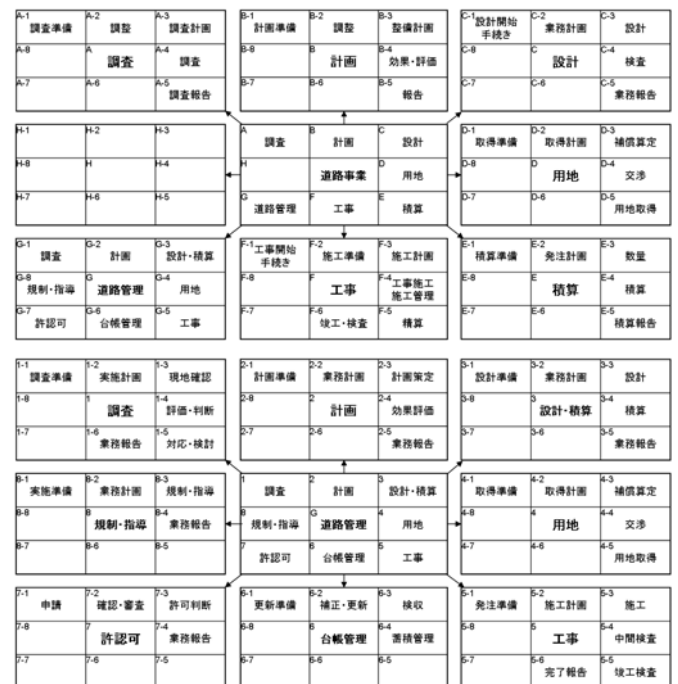 A-1 調査準備 A-2 調整 A-3 調査計画
A-8 A 調査 A-4 調査
A-7 A-6 A-5 調査報告
B-1 計画準備 B-2 調整 B-3 整備計画
B-8 B 計画 B-4 効果・評価
B-7 B-6 B-5 報告
C-1 設計開始
手続き C-2 業務計画 C-3 設計
C-8 C 設計 C-4 検査
C-7 C-6 C-5 業務報告
H-1 H-2 H-3
H-8 H H-4
H-7 H-6 H-5
A 調査 B 計画 C 設計
H 道路事業 D 用地
G 道路管理 F 工事 E 積算
D-1 取得準備 D-2 取得計画 D-3 補償算定
D-8 D 用地 D-4 交渉
D-7 D-6 D-5 用地取得
G-1 調査 G-2 計画 G-3 設計・積算
G-8 規制・指導 G 道路管理 G-4 用地
G-7 許認可 G-6 台帳管理 G-5 工事
F-1 工事開始
手続き F-2 施工準備 F-3 施工計画
F-8 F 工事 F-4 工事施工
施工管理
F-7 F-6 竣工・検査 F-5 精算
E-1 積算準備 E-2 発注計画 E-3 数量
E-8 E 積算 E-4 積算
E-7 E-6 E-5 積算報告
1-1 調査準備 1-2 実施計画 1-3 現地確認
1-8 1 調査 1-4 評価・判断
1-7 1-6 業務報告 1-5 対応・検討
2-1 計画準備 2-2 業務計画 2-3 計画策定
2-8 2 計画 2-4 効果評価
2-7 2-6 2-5 業務報告
3-1 設計準備 3-2 業務計画 3-3 設計
3-8 3 設計・積算 3-4 積算
3-7 3-6 3-5 業務報告
8-1 実施準備 8-2 業務計画 8-3 規制・指導
8-8 8 規制・指導 8-4 業務報告
8-7 8-6 8-5
1 調査 2 計画 3 設計・積算
8 規制・指導 G 道路管理 4 用地
7 許認可 6 台帳管理 5 工事
4-1 取得準備 4-2 取得計画 4-3 補償算定
4-8 4 用地 4-4 交渉
4-7 4-6 4-5 用地取得
7-1 申請 7-2 確認・審査 7-3 許可判断
7-8 7 許認可 7-4 業務報告
7-7 7-6 7-5
6-1 更新準備 6-2 補正・更新 6-3 検収
6-8 6 台帳管理 6-4 蓄積管理
6-7 6-6 6-5
5-1 発注準備 5-2 施工計画 5-3 施工
5-8 5 工事 5-4 中間検査
5-7 5-6 完了報告 5-5 竣工検査